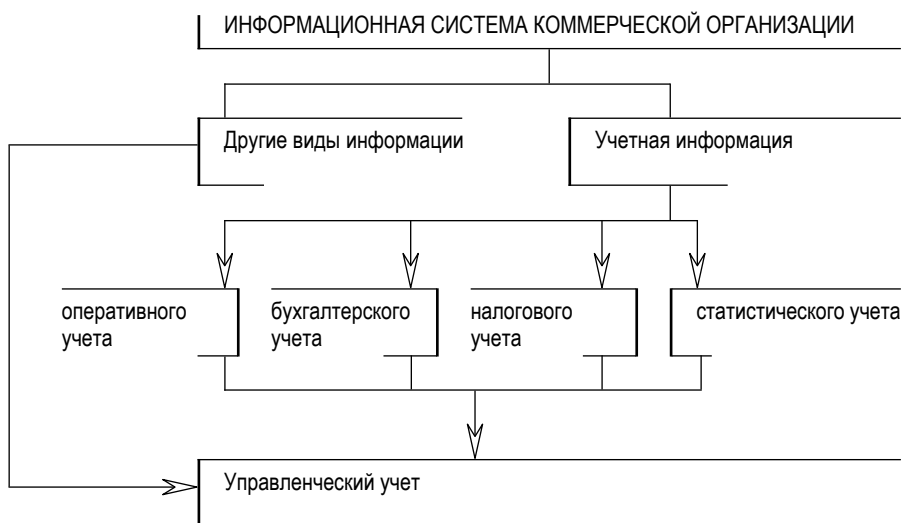 ИНФОРМАЦИОННАЯ СИСТЕМА КОММЕРЧЕСКОЙ ОРГАНИЗАЦИИ
Другие виды информации
Учетная информация
оперативного
учета
бухгалтерского
учета
налогового
учета
статистического учета
Управленческий учет